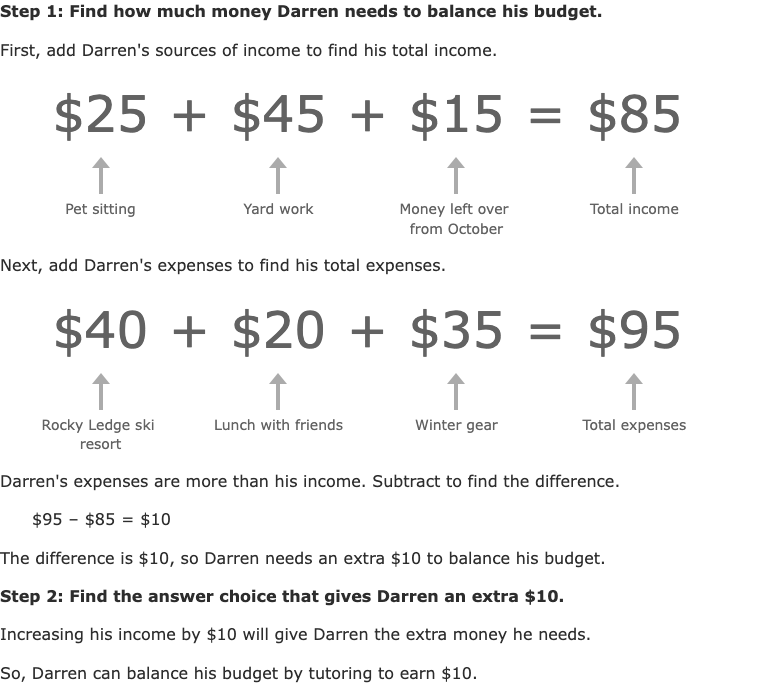 Step 1: Find how much money Darren needs to balance his budget.
First, add Darren's sources of income to find his total income.
$25 + $45 + $15 = $85
Pet sitting Yard work Money left over Total income
from October
Next, add Darren's expenses to find his total expenses.
$40 + $20 + $35 = $95
Rocky Ledge ski Lunch with friends Winter gear Total expenses
resort
Darren's expenses are more than his income. Subtract to find the difference.
$95 – $85 = $10
The difference is $10, so Darren needs an extra $10 to balance his budget.
Step 2: Find the answer choice that gives Darren an extra $10.
Increasing his income by $10 will give Darren the extra money he needs.
So, Darren can balance his budget by tutoring to earn $10.